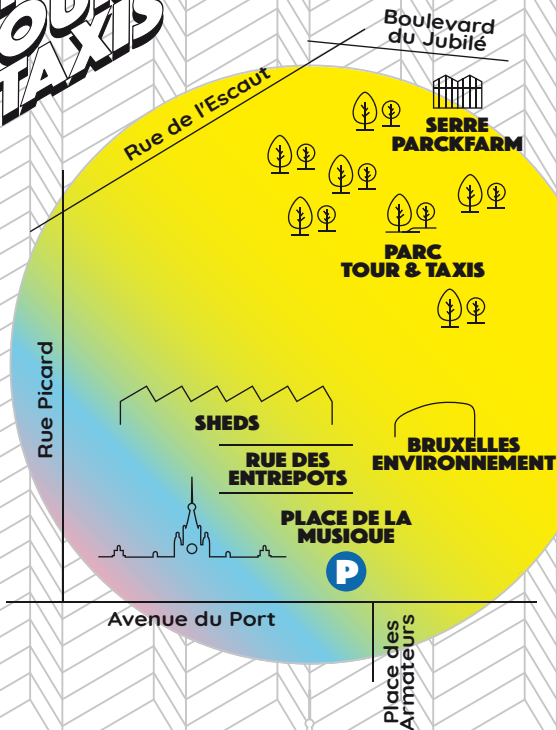 TAXIS
Boulevard
du Jubilé
Rue de l'Escaut
SERRE
PARCKFARM
PARC
TOUR & TAXIS
Rue Picard
SHEDS
BRUXELLES
ENVIRONNEMENT
RUE DES
ENTREPOTS
PLACE DE LA
MUSIQUE
P
Avenue du Port
Place des
Armateurs